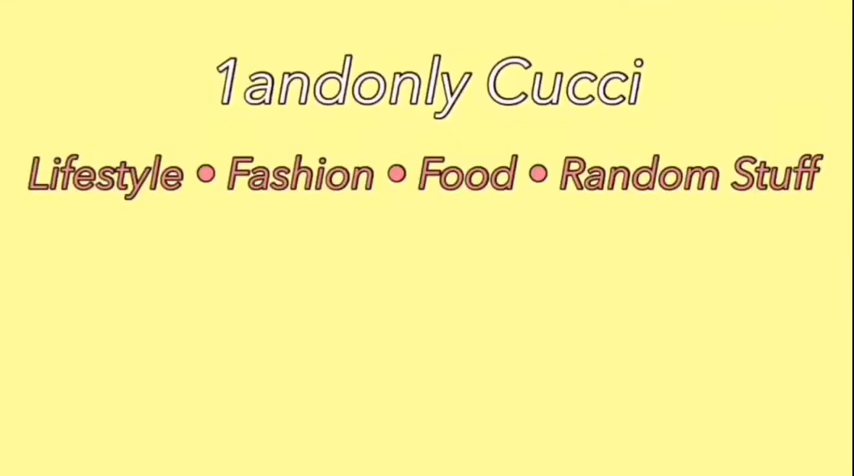 1andonly Cucci
Lifestyle • Fashion • Food • Random Stuff